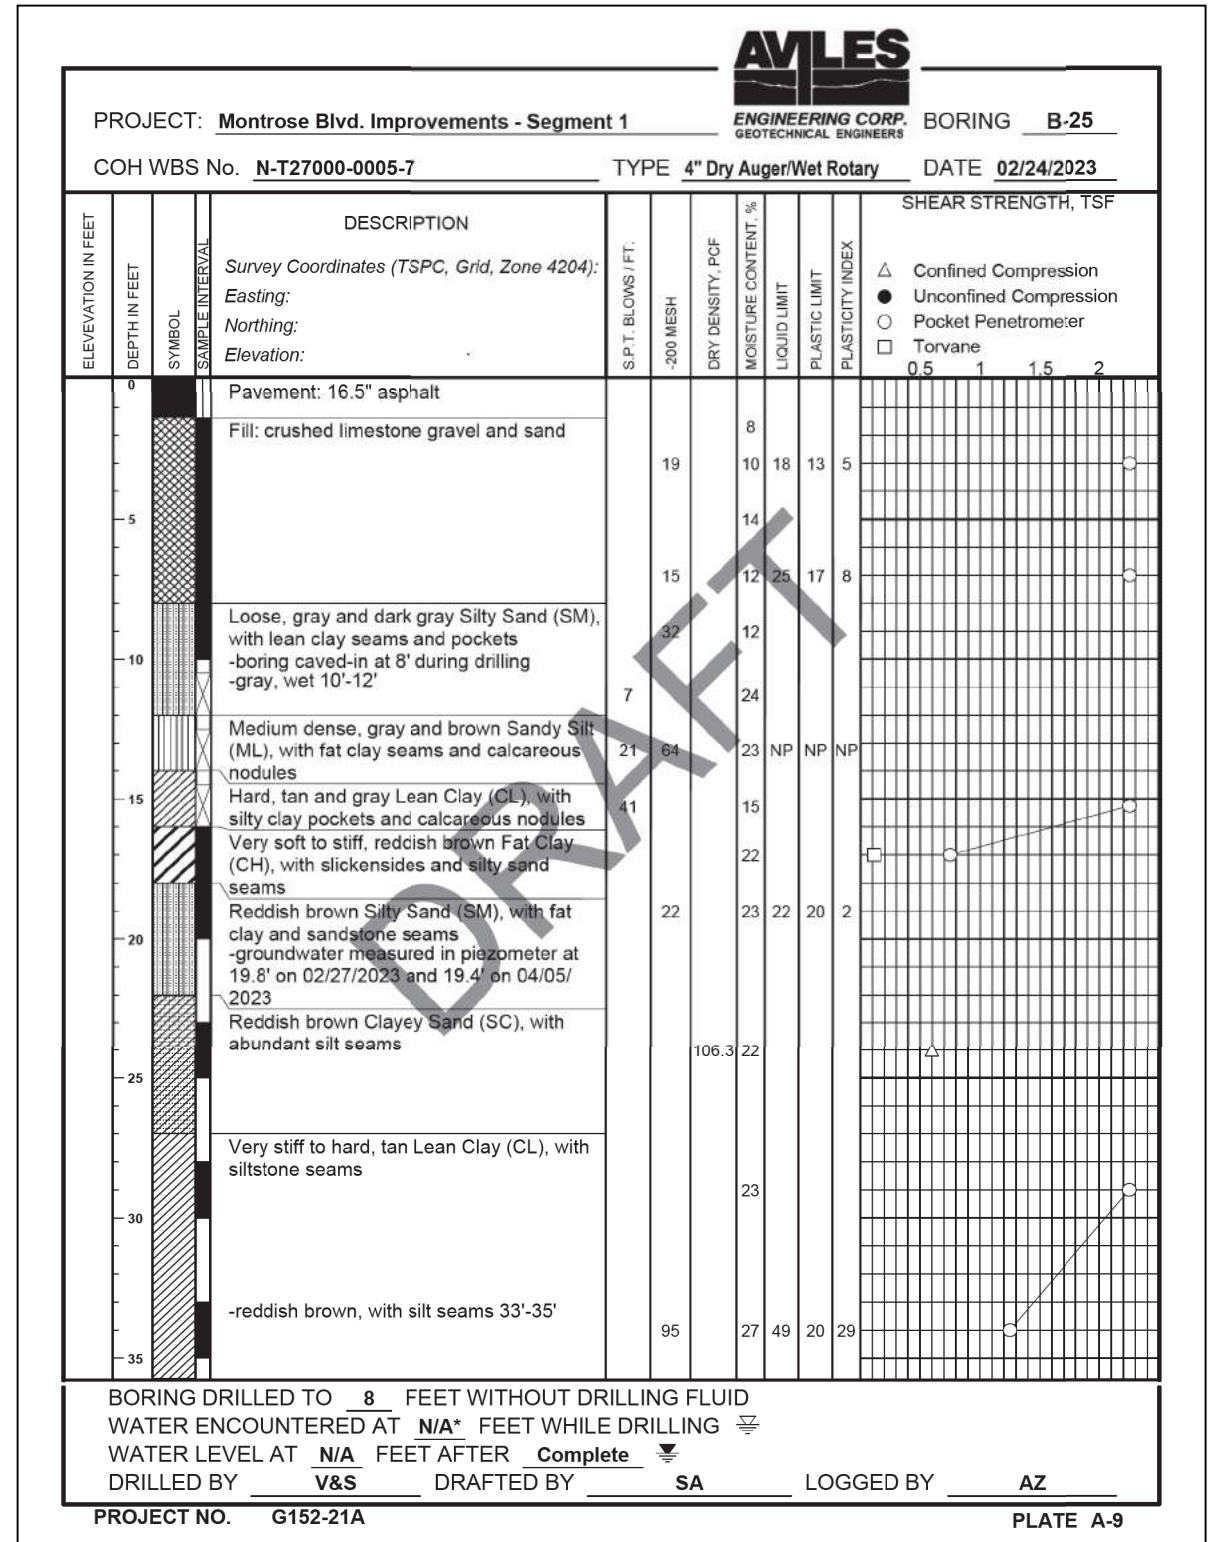 AVILES
ENGINEERING CORP.
GEOTECHNICAL ENGINEERS
PROJECT: Montrose Blvd. Improvements - Segment 1
BORING B-25
COH WBS No. N-T27000-0005-7
TYPE 4" Dry Auger/Wet Rotary
DATE 02/24/2023
ELEVEVATION IN FEET
DEPTH IN FEET
SYMBOL
SAMPLE INTERVAL
DESCRIPTION
Survey Coordinates (TSPC, Grid, Zone 4204):
Easting:
Northing:
Elevation:
S.P.T. BLOWS / FT.
-200 MESH
DRY DENSITY, PCF
MOISTURE CONTENT, %
LIQUID LIMIT
PLASTIC LIMIT
PLASTICITY INDEX
SHEAR STRENGTH, TSF
Confined Compression
Unconfined Compression
Pocket Penetrometer
Torvane
0.5 1 1.5 2
0
Pavement: 16.5" asphalt
Fill: crushed limestone gravel and sand
8
19 10 18 13 5
5
14
15 12 25 17 8
Loose, gray and dark gray Silty Sand (SM),
with lean clay seams and pockets
32 12
-boring caved-in at 8' during drilling
10
-gray, wet 10'-12'
7 24
Medium dense, gray and brown Sandy Silt
(ML), with fat clay seams and calcareous
21 64 23 NP NP NP
nodules
Hard, tan and gray Lean Clay (CL), with
15
silty clay pockets and calcareous nodules
41 15
Very soft to stiff, reddish brown Fat Clay
(CH), with slickensides and silty sand
22
seams
Reddish brown Silty Sand (SM), with fat
22 23 22 20 2
clay and sandstone seams
20
-groundwater measured in piezometer at
19.8' on 02/27/2023 and 19.4' on 04/05/
2023
Reddish brown Clayey Sand (SC), with
abundant silt seams
106.3 22
25
Very stiff to hard, tan Lean Clay (CL), with
siltstone seams
23
30
-reddish brown, with silt seams 33'-35'
95 27 49 20 29
35
DRAFT
BORING DRILLED TO 8 FEET WITHOUT DRILLING FLUID
WATER ENCOUNTERED AT N/A* FEET WHILE DRILLING
WATER LEVEL AT N/A FEET AFTER Complete
DRILLED BY V&S DRAFTED BY SA LOGGED BY AZ
PROJECT NO. G152-21A
PLATE A-9